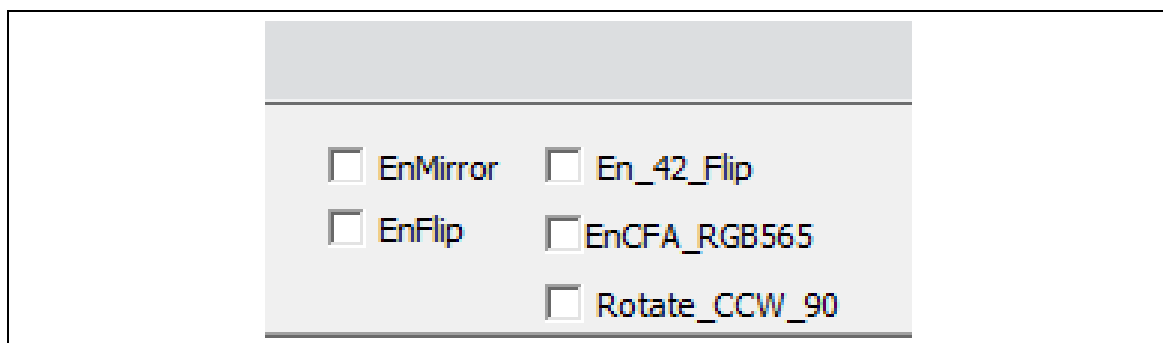 EnMirror
En_42_Flip
EnFlip
EnCFA_RGB565
Rotate_CCW_90